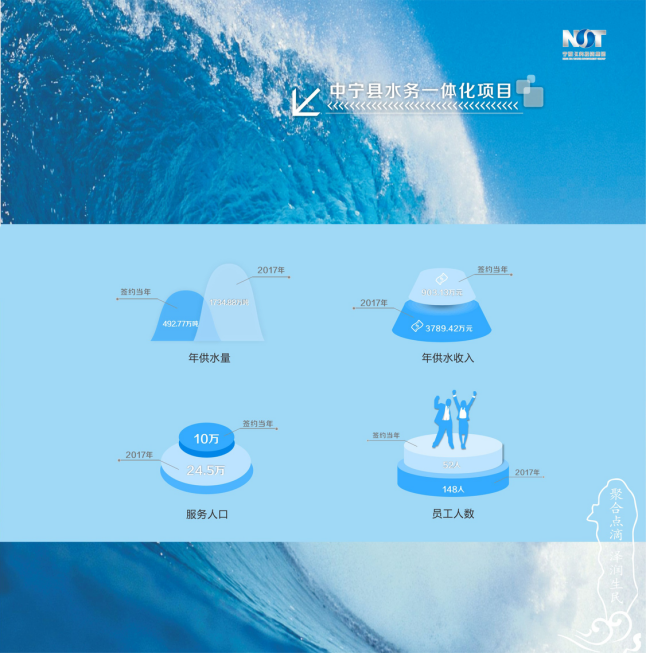 NST
中宁县水务一体化项目
2017年
签约当年
492.77万吨
年供水量
签约当年
2017年
3789.42万元
年供水收入
签约当年
10万
2017年
24.5万
服务人口
签约当年
2017年
148人
员工人数
聚合点滴
润生民